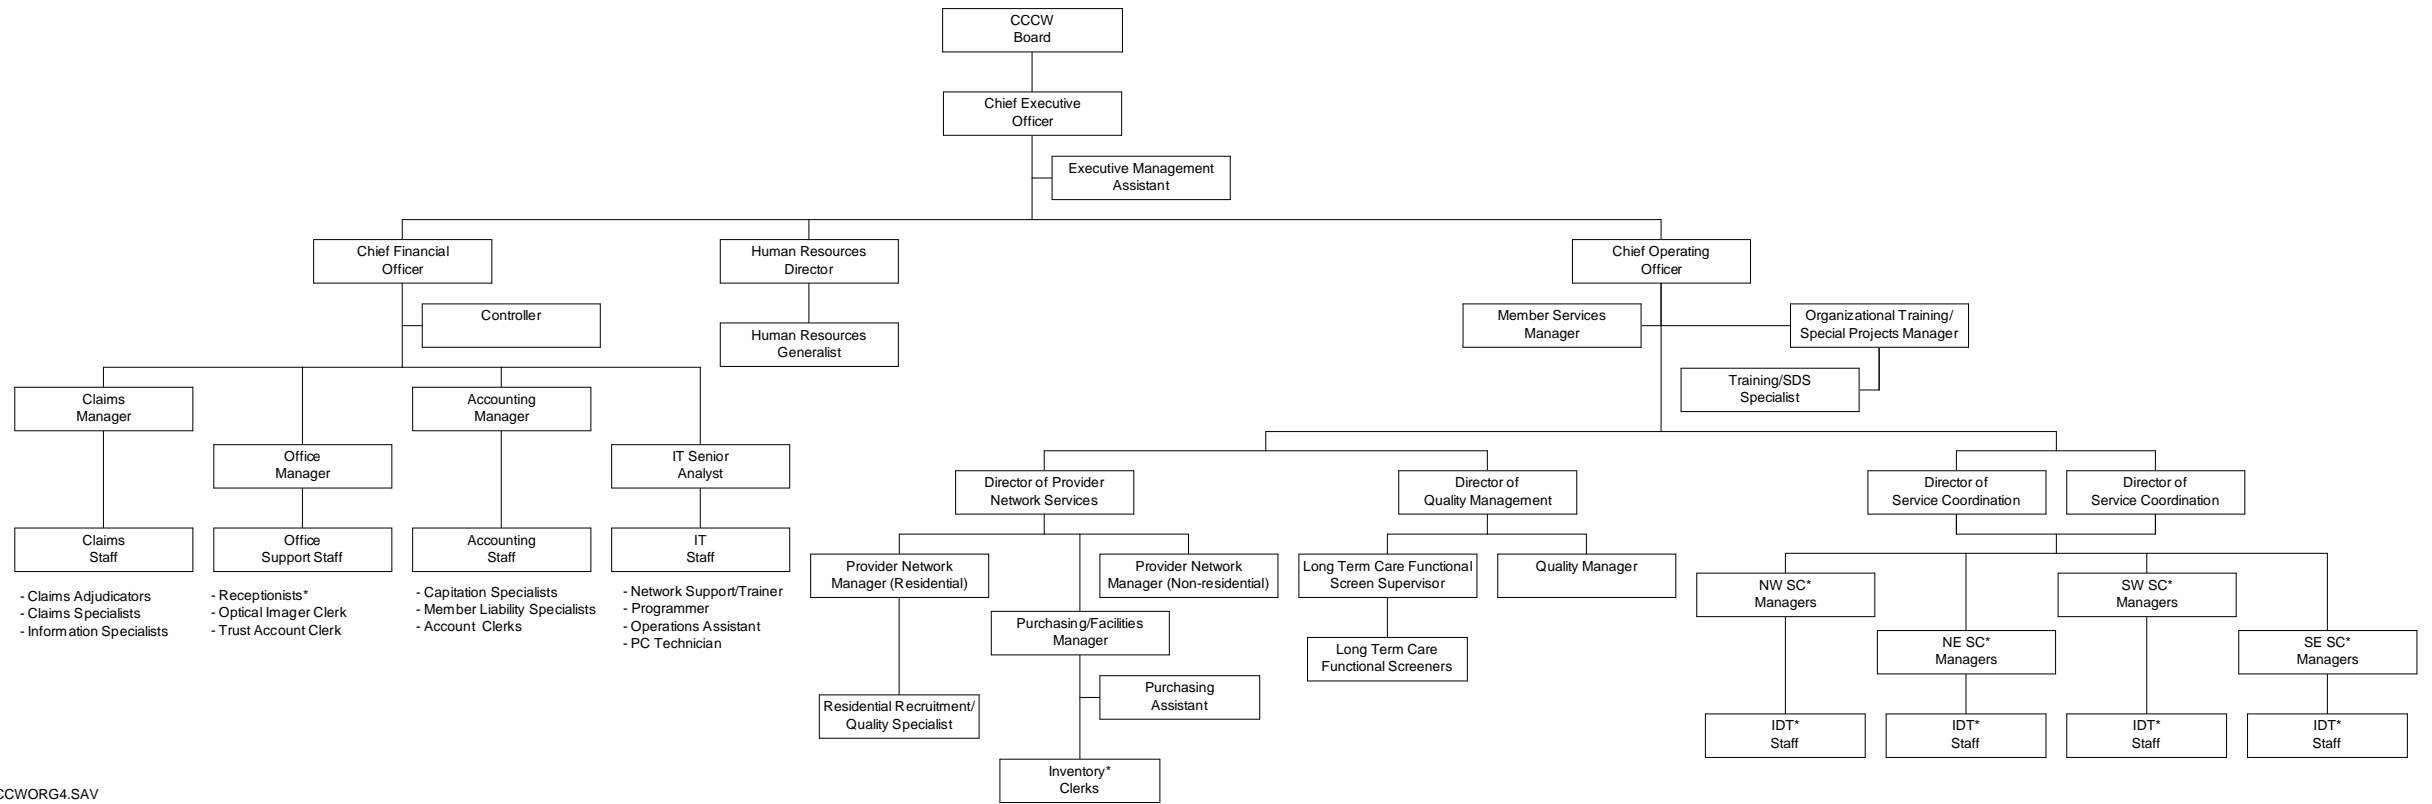 CCCW
Board
Chief Executive
Officer
Executive Management
Assistant
Chief Financial
Officer
Human Resources
Director
Chief Operating
Officer
Controller
Human Resources
Generalist
Member Services
Manager
Organizational Training/
Special Projects Manager
Training/SDS
Specialist
Claims
Manager
Accounting
Manager
Office
Manager
IT Senior
Analyst
Claims
Staff
Office
Support Staff
Accounting
Staff
IT
Staff
- Claims Adjudicators
- Claims Specialists
- Information Specialists
- Receptionists*
- Optical Imager Clerk
- Trust Account Clerk
- Capitation Specialists
- Member Liability Specialists
- Account Clerks
- Network Support/Trainer
- Programmer
- Operations Assistant
- PC Technician
Director of Provider
Network Services
Director of
Quality Management
Director of
Service Coordination
Director of
Service Coordination
Provider Network
Manager (Residential)
Provider Network
Manager (Non-residential)
Long Term Care Functional
Screen Supervisor
Quality Manager
Purchasing/Facilities
Manager
Long Term Care
Functional Screeners
Purchasing
Assistant
Residential Recruitment/
Quality Specialist
Inventory*
Clerks
NW SC*
Managers
SW SC*
Managers
NE SC*
Managers
SE SC*
Managers
IDT*
Staff
IDT*
Staff
IDT*
Staff
IDT*
Staff
CCWORG4.SAV